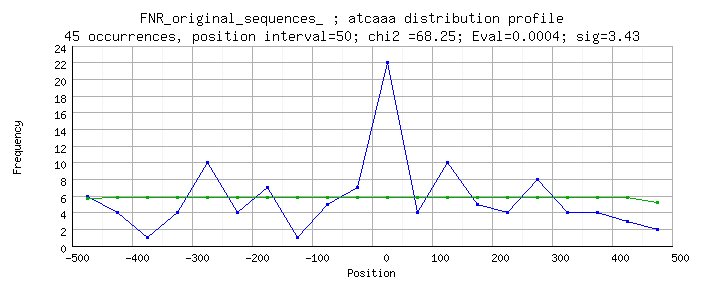 FNR_original_sequences_ ; atcaaa distribution profile
45 occurrences, position interval=50; chi2 =68.25; Eval=0.0004; sig=3.43
24
22
20
18
16
14
12
10
8
6
4
2
0
Frequency
-500 -400 -300 -200 -100 0 100 200 300 400 500
Position